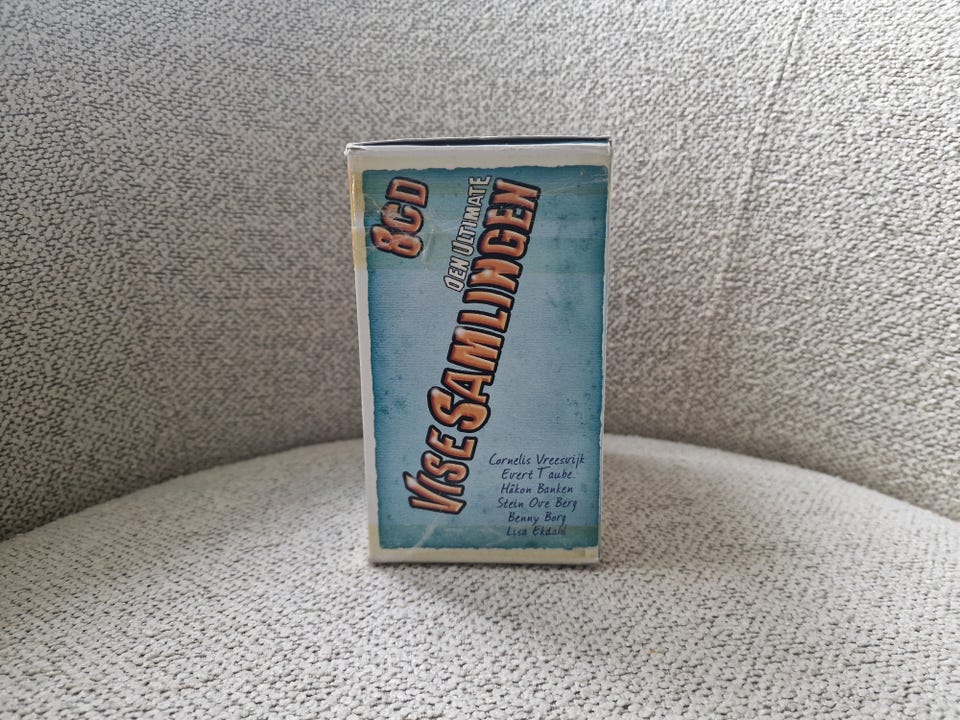 8CD
Den Ultimate
ViseSamlingen
Cornelis Vreeswijk
Evert Taube
Håkon Banken
Stein Ove Berg
Benny Borg
Lisa Ekdahl